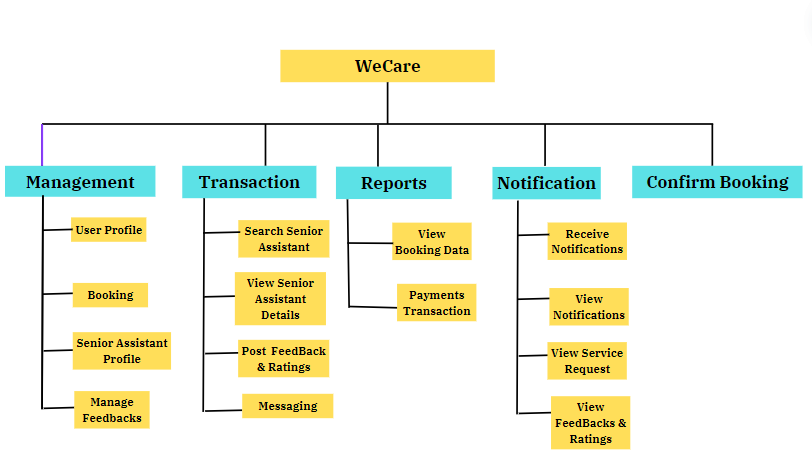 WeCare
Management
Transaction
Reports
Notification
Confirm Booking
User Profile
Booking
Senior Assistant
Profile
Manage
Feedbacks
Search Senior
Assistant
View Senior
Assistant
Details
Post FeedBack
& Ratings
Messaging
View
Booking Data
Payments
Transaction
Receive
Notifications
View
Notifications
View Service
Request
View
FeedBacks &
Ratings